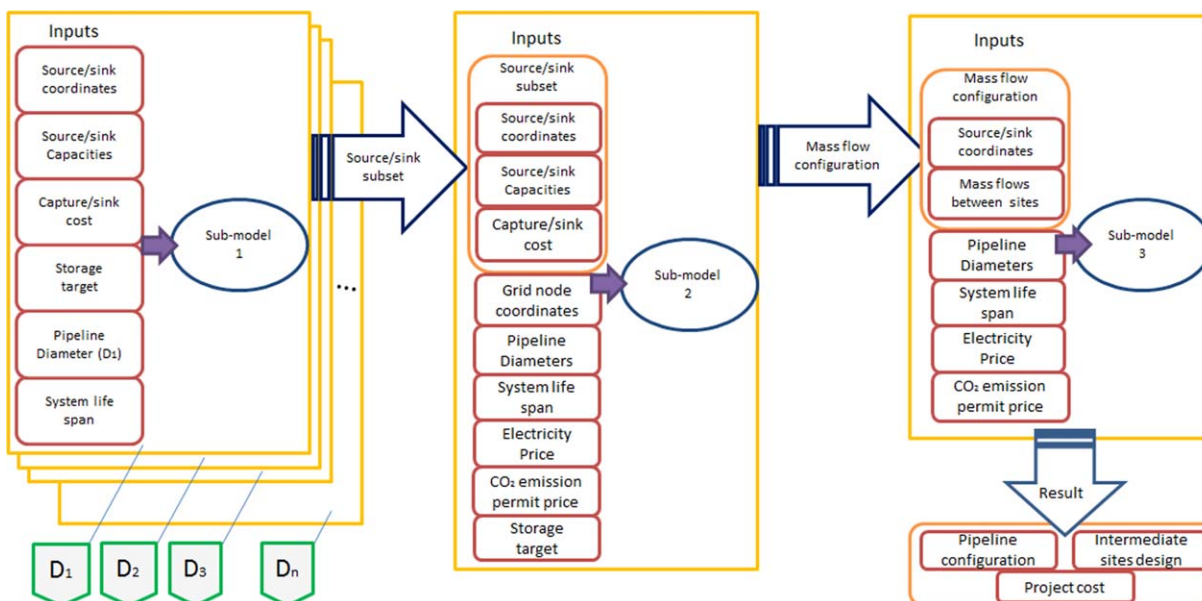 Inputs
Source/sink
coordinates
Source/sink
Capacities
Capture/sink
cost
Storage
target
Pipeline
Diameter (D₁)
System life
span
Sub-model
1
...
D₁
D₂
D₃
Dn
Source/sink
subset
Inputs
Source/sink
subset
Source/sink
coordinates
Source/sink
Capacities
Capture/sink
cost
Grid node
coordinates
Pipeline
Diameters
System life
span
Electricity
Price
CO₂ emission
permit price
Storage
target
Sub-model
2
Mass flow
configuration
Inputs
Mass flow
configuration
Source/sink
coordinates
Mass flows
between sites
Pipeline
Diameters
System life
span
Electricity
Price
CO₂ emission
permit price
Sub-model
3
Result
Pipeline
configuration
Intermediate
sites design
Project cost